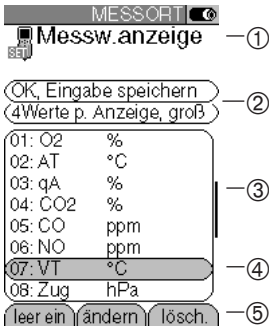 MESSORT
SET
Messw.anzeige
①
OK, Eingabe speichern
4Werte p. Anzeige, groß
②
01: O2 %
02: AT °C
03: qA %
04: CO2 %
05: CO ppm
06: NO ppm
07: VT °C
08: Zug hPa
③
④
leer ein ändern lösch.
⑤